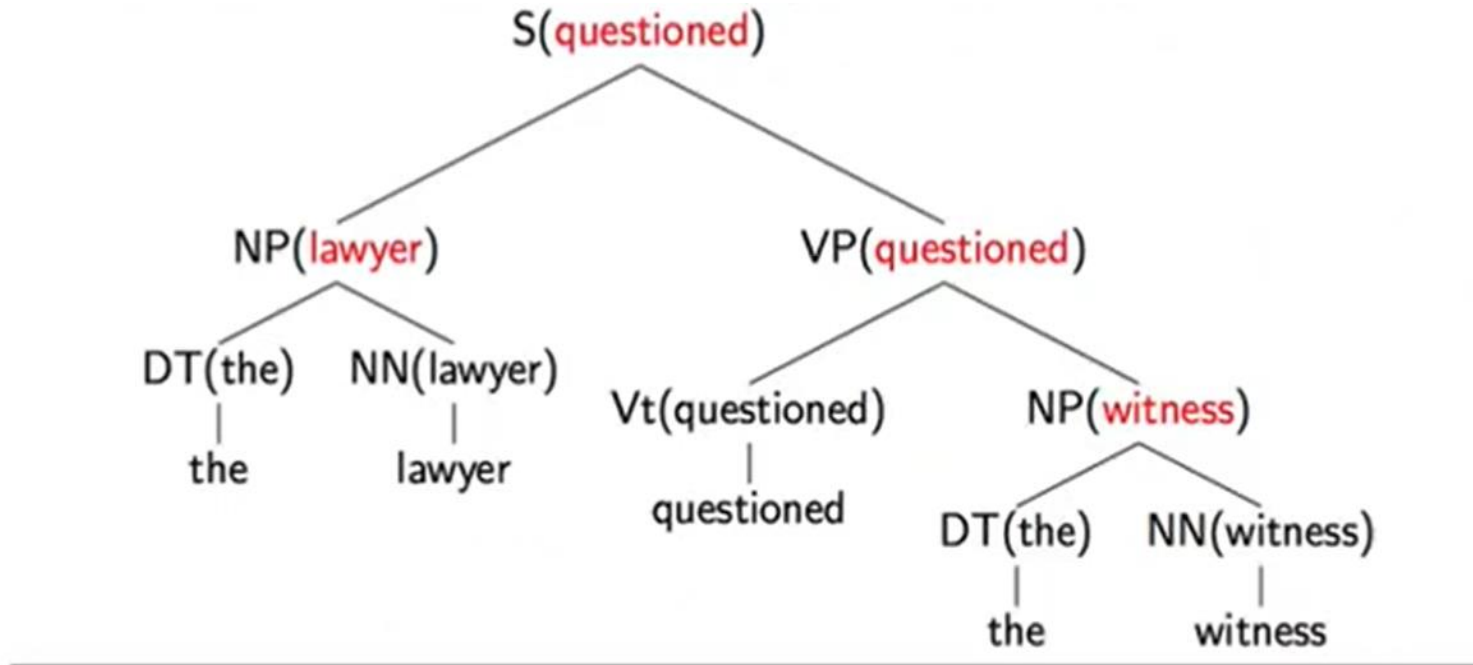 S(questioned)
NP(lawyer) VP(questioned)
DT(the) NN(lawyer)
Vt(questioned) NP(witness)
the lawyer
questioned
DT(the) NN(witness)
the witness